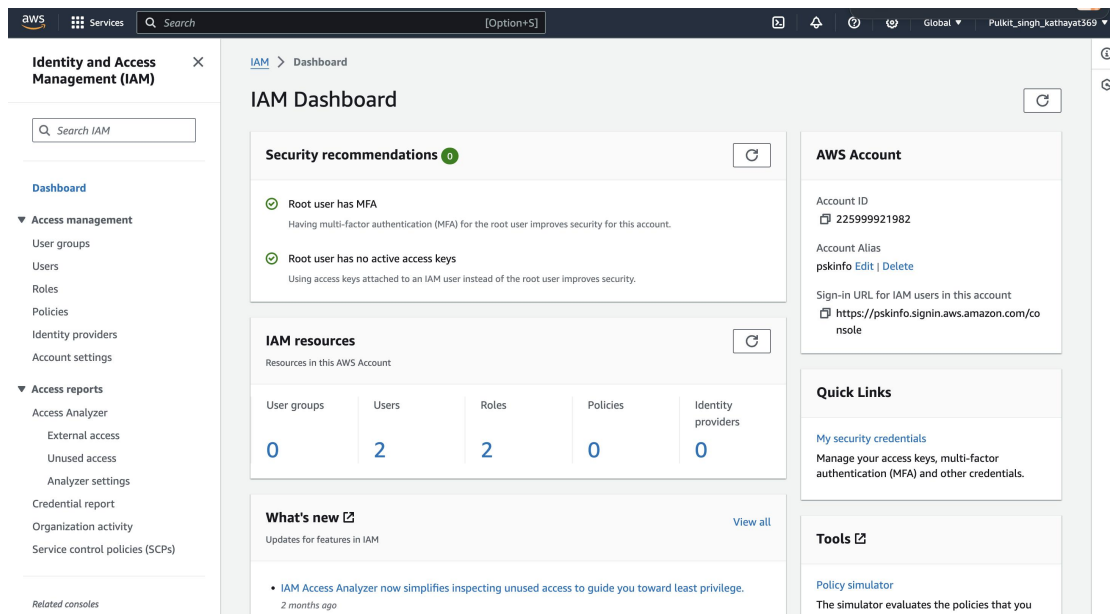 aws
Services
Search
[Option+S]
Global ▼
Pulkit_singh_kathayat369 ▼
Identity and Access
Management (IAM)
Search IAM
Dashboard
Access management
User groups
Users
Roles
Policies
Identity providers
Account settings
Access reports
Access Analyzer
External access
Unused access
Analyzer settings
Credential report
Organization activity
Service control policies (SCPs)
Related consoles
IAM > Dashboard
IAM Dashboard
Security recommendations 0
Root user has MFA
Having multi-factor authentication (MFA) for the root user improves security for this account.
Root user has no active access keys
Using access keys attached to an IAM user instead of the root user improves security.
IAM resources
Resources in this AWS Account
User groups
0
Users
2
Roles
2
Policies
0
Identity
providers
0
What's new
View all
Updates for features in IAM
• IAM Access Analyzer now simplifies inspecting unused access to guide you toward least privilege.
2 months ago
AWS Account
Account ID
225999921982
Account Alias
pskinfo Edit | Delete
Sign-in URL for IAM users in this account
https://pskinfo.signin.aws.amazon.com/co
nsole
Quick Links
My security credentials
Manage your access keys, multi-factor
authentication (MFA) and other credentials.
Tools
Policy simulator
The simulator evaluates the policies that you